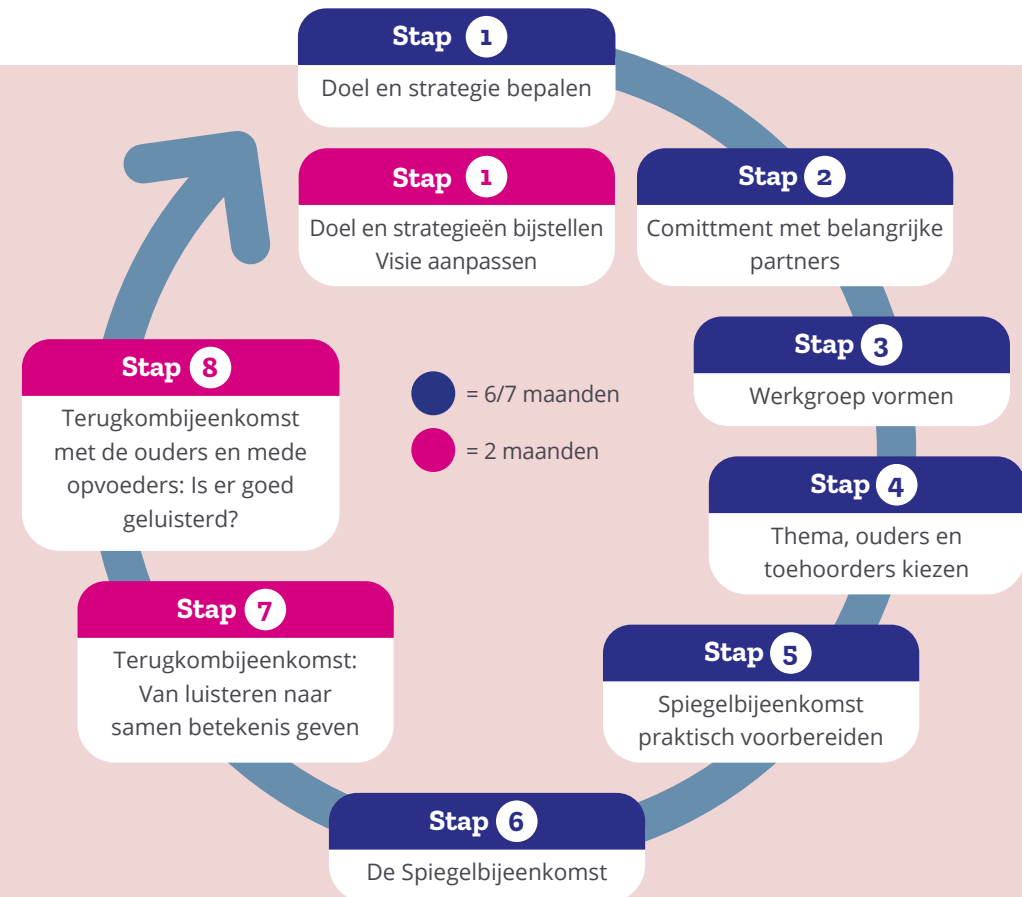 Stap 1
Doel en strategie bepalen
Stap 1
Doel en strategieën bijstellen
Visie aanpassen
Stap 2
Comittment met belangrijke
partners
Stap 3
Werkgroep vormen
Stap 4
Thema, ouders en
toehoorders kiezen
Stap 5
Spiegelbijeenkomst
praktisch voorbereiden
Stap 6
De Spiegelbijeenkomst
Stap 7
Terugkombijeenkomst:
Van luisteren naar
samen betekenis geven
Stap 8
Terugkombijeenkomst
met de ouders en mede
opvoeders: Is er goed
geluisterd?
= 6/7 maanden
= 2 maanden